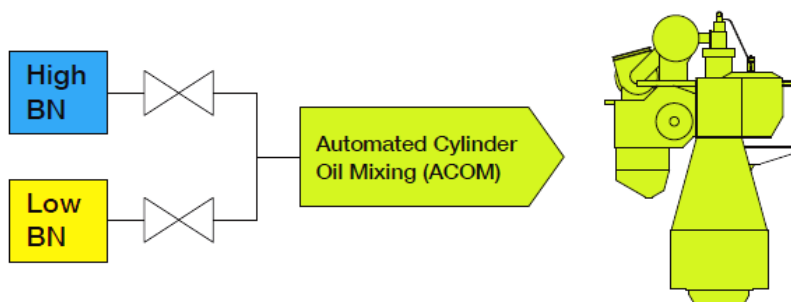 High
BN
Automated Cylinder
Oil Mixing (ACOM)
Low
BN